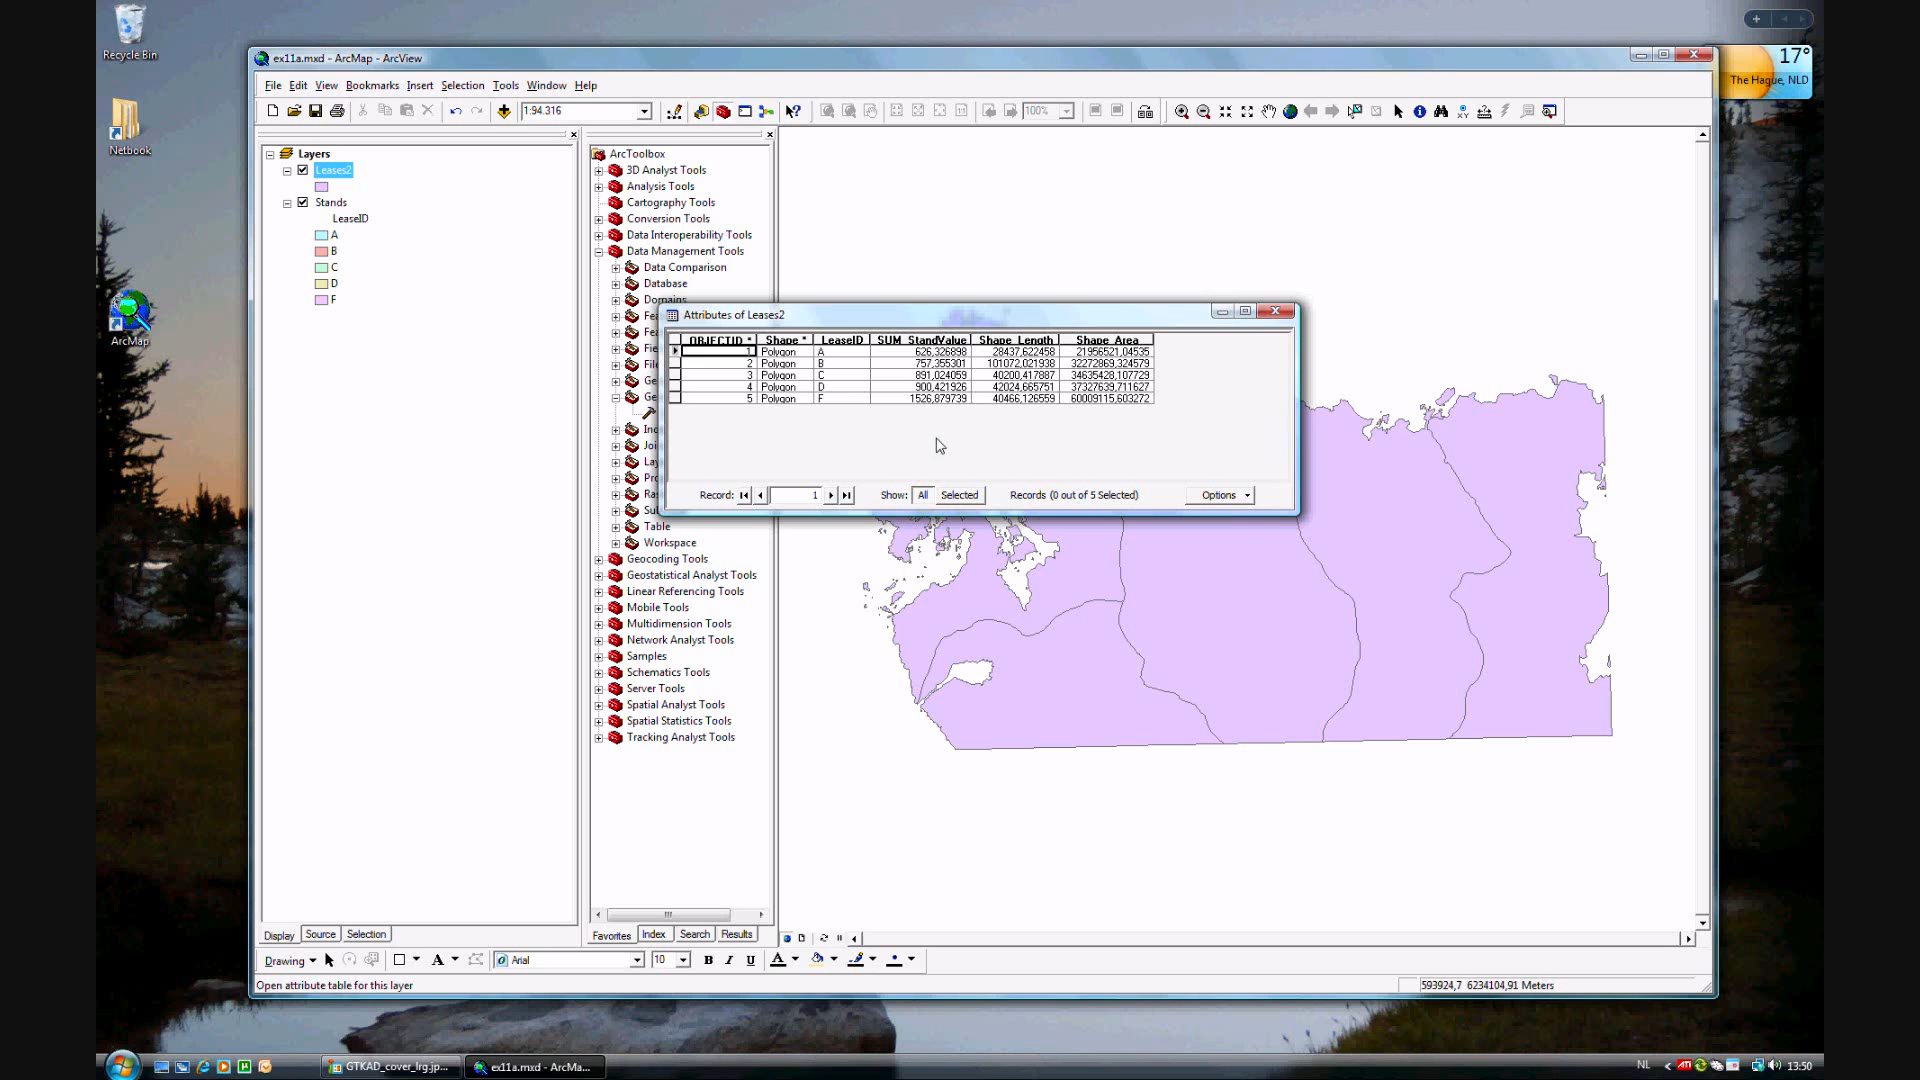 Recycle Bin
Netbook
ArcMap
17°
The Hague, NLD
ex11a.mxd - ArcMap - ArcView
File Edit View Bookmarks Insert Selection Tools Window Help
1:94.316
100%
Layers
Leases2
Stands
LeaseID
A
B
C
D
F
ArcToolbox
3D Analyst Tools
Analysis Tools
Cartography Tools
Conversion Tools
Data Interoperability Tools
Data Management Tools
Data Comparison
Database
Domains
Table
Workspace
Geocoding Tools
Geostatistical Analyst Tools
Linear Referencing Tools
Mobile Tools
Multidimension Tools
Network Analyst Tools
Samples
Schematics Tools
Server Tools
Spatial Analyst Tools
Spatial Statistics Tools
Tracking Analyst Tools
Attributes of Leases2
OBJECTID * Shape * LeaseID SUM_StandValue Shape_Length Shape_Area
1 Polygon A 626,326898 28437,622458 21956521,04535
2 Polygon B 757,355301 101072,021938 32272869,324579
3 Polygon C 891,024059 40200,417887 34635428,107729
4 Polygon D 900,421926 42024,665751 37327639,711627
5 Polygon F 1526,879739 40466,126559 60009115,603272
Record: 1 Show: All Selected Records (0 out of 5 Selected) Options
Display Source Selection
Favorites Index Search Results
Drawing A Arial 10 B I U A
Open attribute table for this layer
593924,7 6234104,91 Meters
GTKAD_cover_lrg.jp...
ex11a.mxd - ArcMa...
NL
13:50